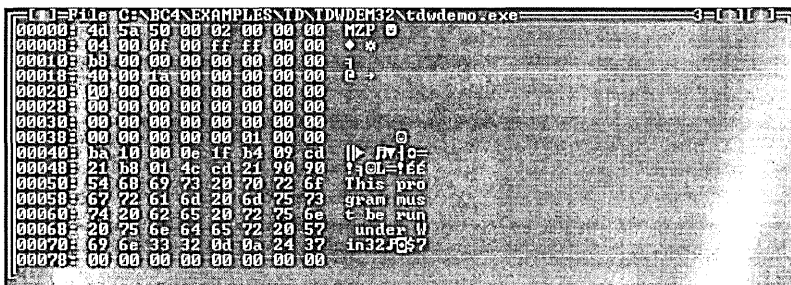 [■]=File C:\BC4\EXAMPLES\TD\TDWDEM32\tdwdemo.exe 3=[↑][↓]
00000: 4d 5a 50 00 02 00 00 00 MZP ☻
00008: 04 00 0f 00 ff ff 00 00 ♦ ☼
00010: b8 00 00 00 00 00 00 00 ╕
00018: 40 00 1a 00 00 00 00 00 @ →
00020: 00 00 00 00 00 00 00 00
00028: 00 00 00 00 00 00 00 00
00030: 00 00 00 00 00 00 00 00
00038: 00 00 00 00 00 01 00 00 ☺
00040: ba 10 00 0e 1f b4 09 cd ║► ♫▼┤○═
00048: 21 b8 01 4c cd 21 90 90 !╕☺L═!ÉÉ
00050: 54 68 69 73 20 70 72 6f This pro
00058: 67 72 61 6d 20 6d 75 73 gram mus
00060: 74 20 62 65 20 72 75 6e t be run
00068: 20 75 6e 64 65 72 20 57 under W
00070: 69 6e 33 32 0d 0a 24 37 in32♪◙$7
00078: 00 00 00 00 00 00 00 00